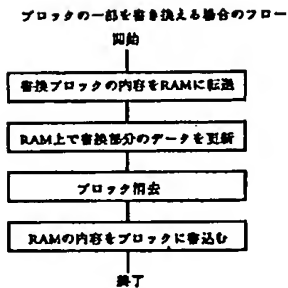 ブロックの一部を書き換える場合のフロー
開始
書換ブロックの内容をRAMに転送
RAM上で書換部分のデータを更新
ブロック消去
RAMの内容をブロックに書込む
終了